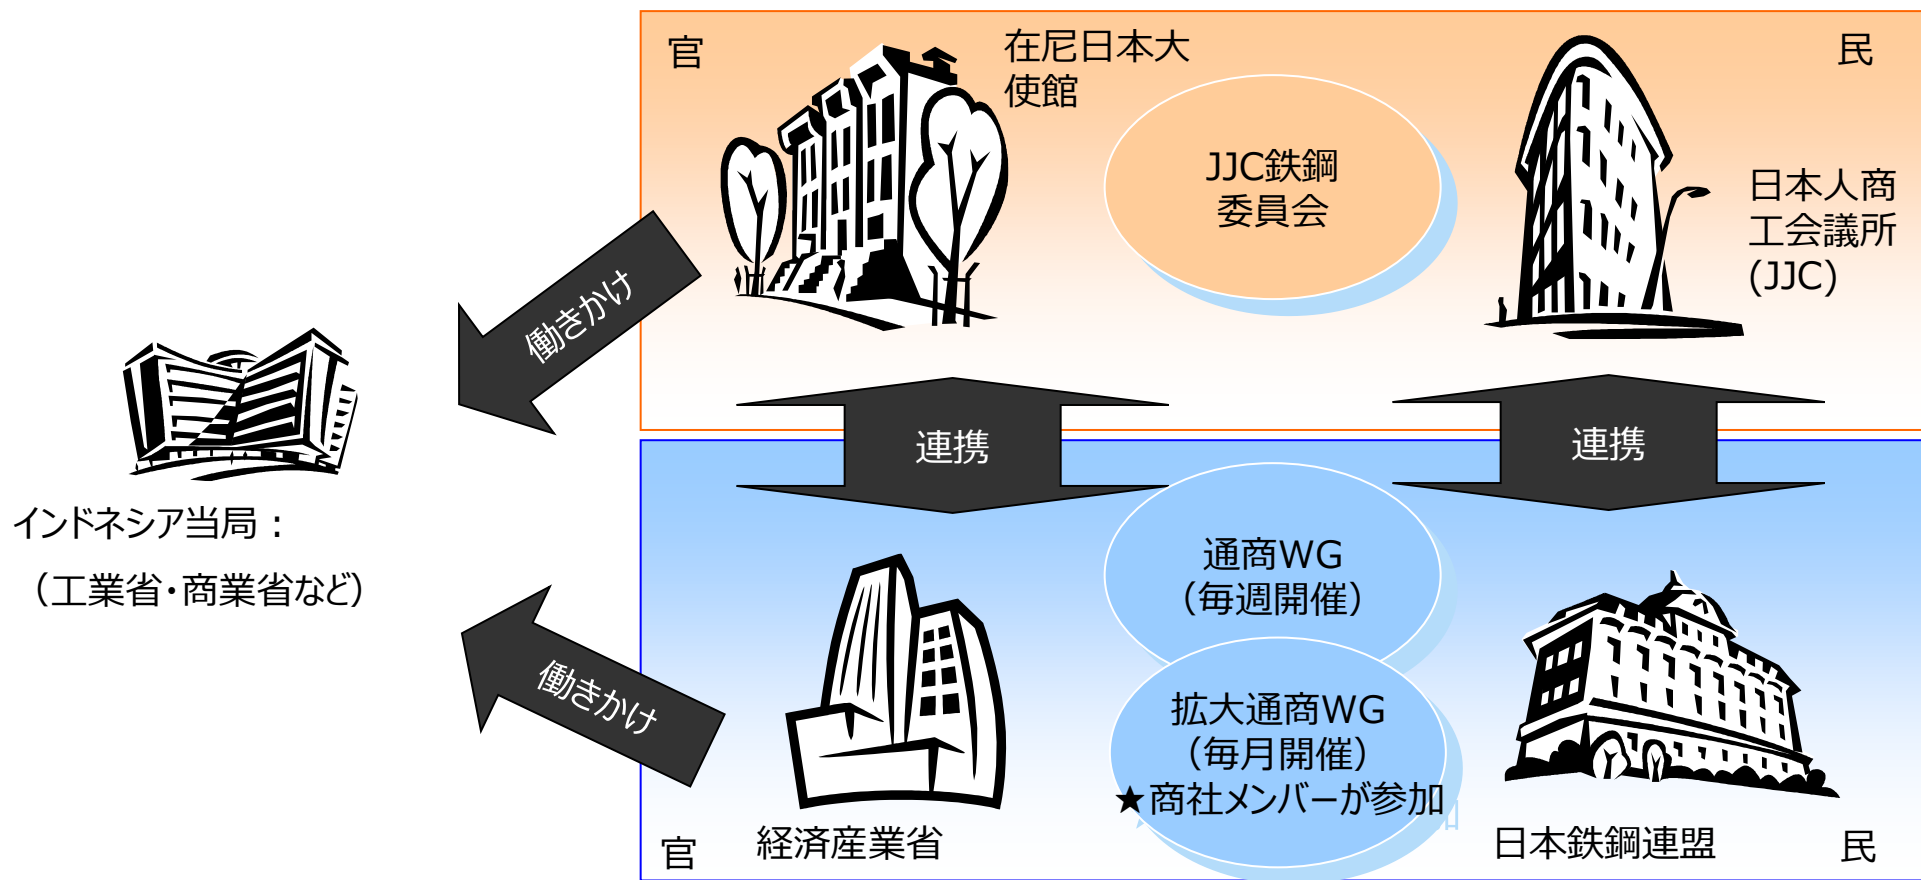 官
在尼日本大
使館
民
JJC鉄鋼
委員会
日本人商
工会議所
(JJC)
働きかけ
連携
連携
インドネシア当局：
（工業省・商業省など）
通商WG
（毎週開催）
働きかけ
拡大通商WG
（毎月開催）
★商社メンバーが参加
官
経済産業省
日本鉄鋼連盟
民